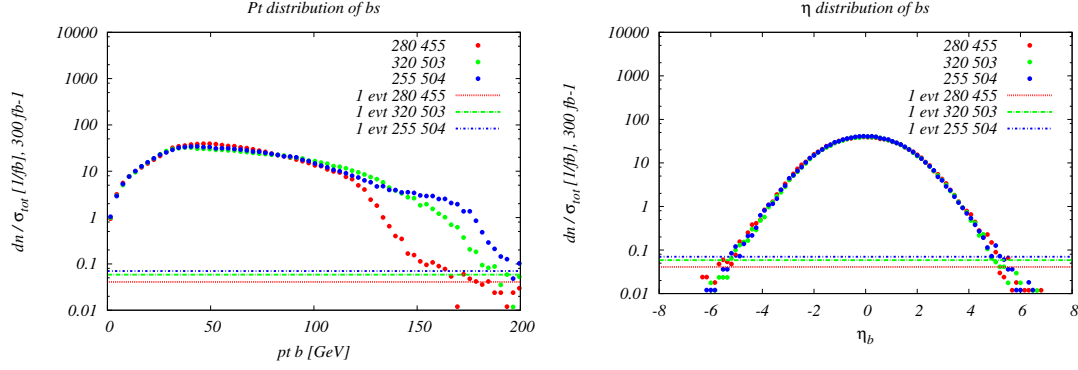 Pt distribution of bs
dn / σtot [1/fb], 300 fb-1
10000
1000
100
10
1
0.1
0.01
280 455
320 503
255 504
1 evt 280 455
1 evt 320 503
1 evt 255 504
0 50 100 150 200
pt b [GeV]
η distribution of bs
dn / σtot [1/fb], 300 fb-1
10000
1000
100
10
1
0.1
0.01
280 455
320 503
255 504
1 evt 280 455
1 evt 320 503
1 evt 255 504
-8 -6 -4 -2 0 2 4 6 8
ηb